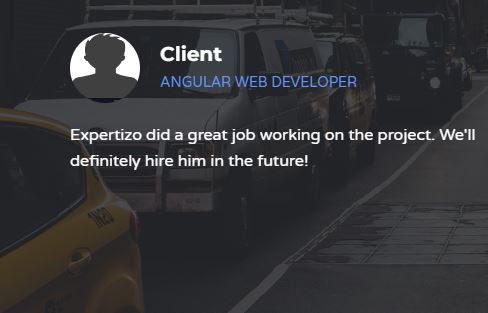 Client
ANGULAR WEB DEVELOPER
Expertizo did a great job working on the project. We'll
definitely hire him in the future!
1N20